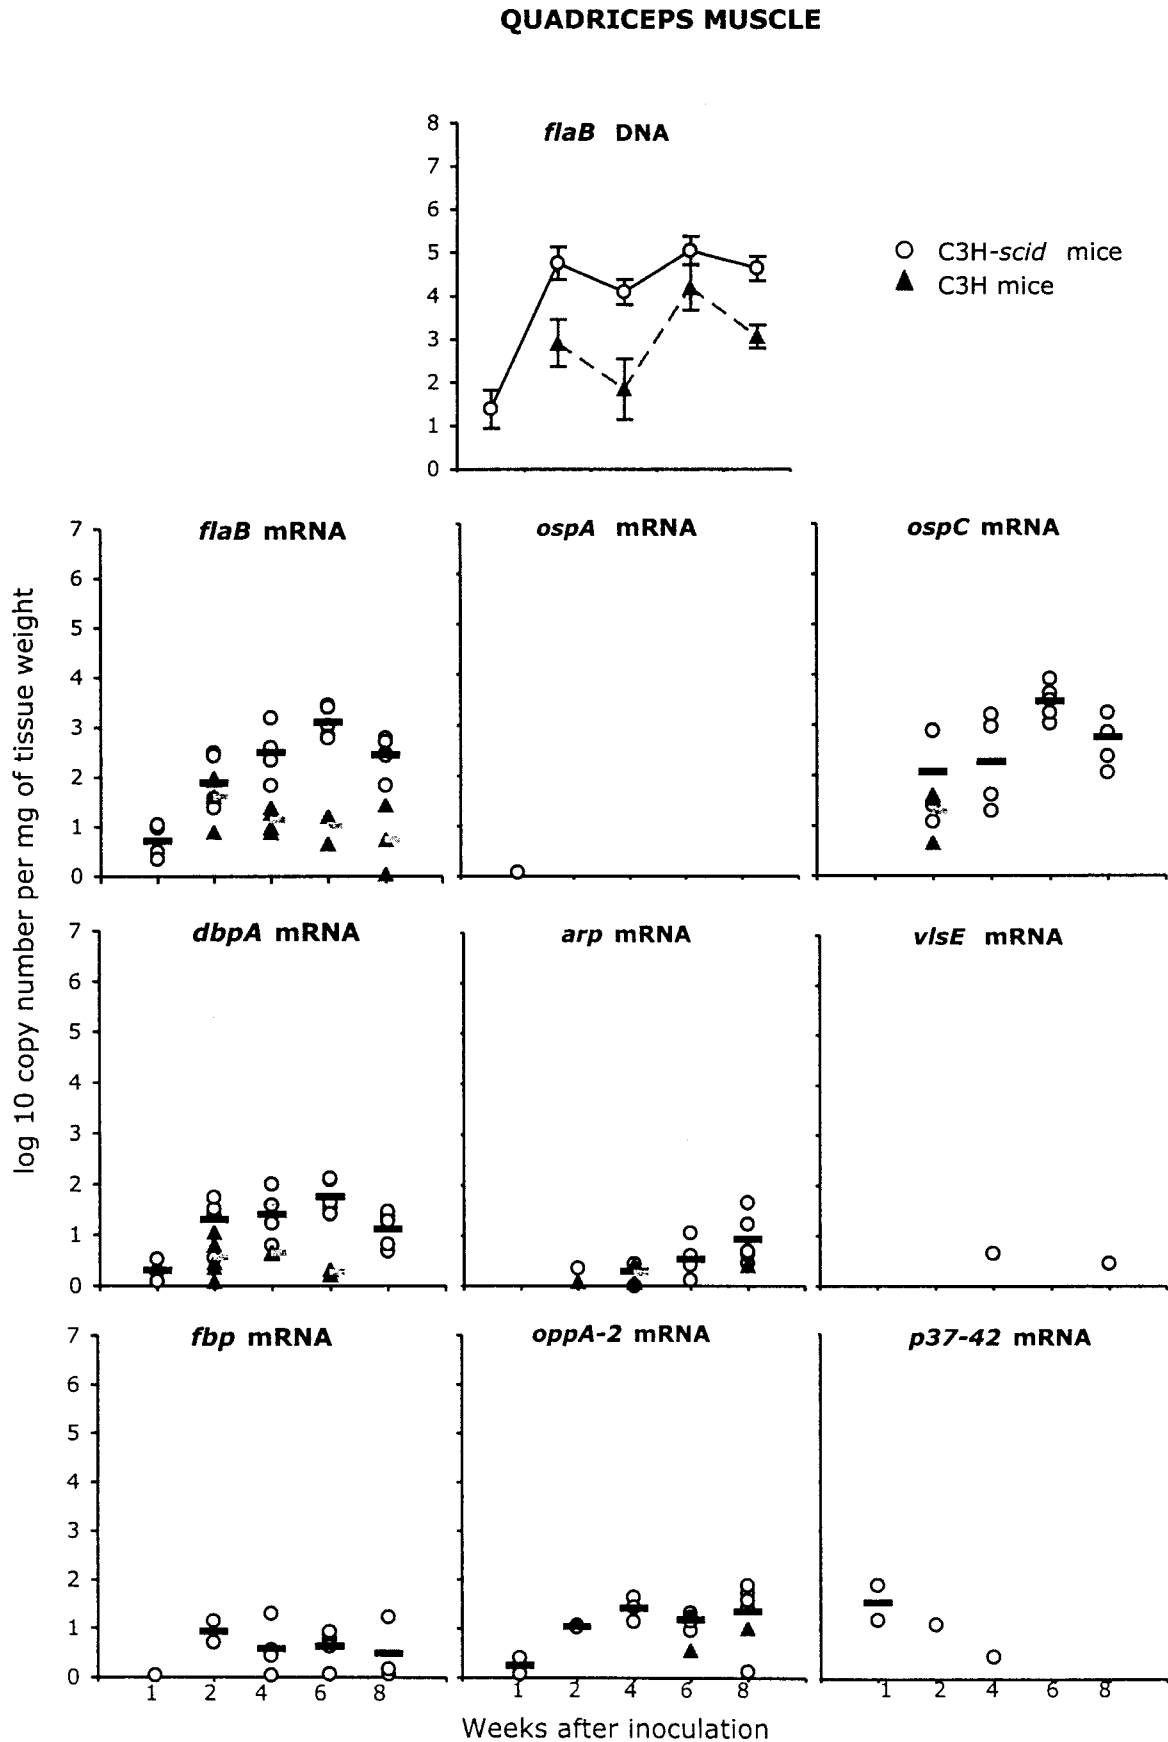 QUADRICEPS MUSCLE
flaB DNA
8
7
6
5
4
3
2
1
0
C3H-scid mice
C3H mice
log 10 copy number per mg of tissue weight
flaB mRNA
ospA mRNA
ospC mRNA
7
6
5
4
3
2
1
0
dbpA mRNA
arp mRNA
vlsE mRNA
7
6
5
4
3
2
1
0
fbp mRNA
oppA-2 mRNA
p37-42 mRNA
7
6
5
4
3
2
1
0
1 2 4 6 8 1 2 4 6 8 1 2 4 6 8
Weeks after inoculation